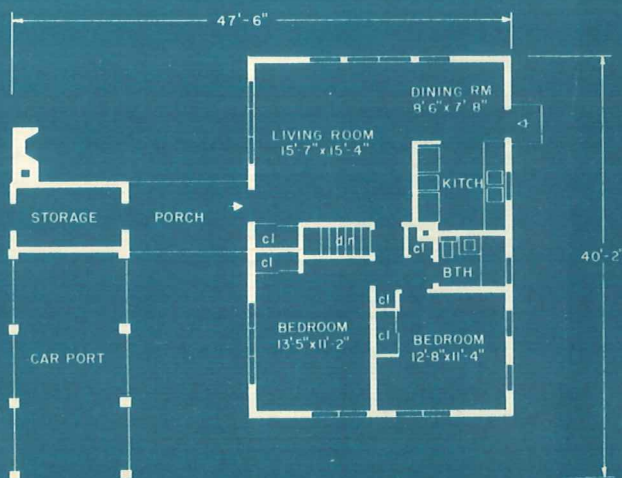 47'-6"
DINING RM
8'6"x7'8"
LIVING ROOM
15'-7"x15'-4"
KITCH
STORAGE
PORCH
cl
dn
cl
cl
BTH
40'-2"
cl
BEDROOM
13'-5"x11'-2"
cl
BEDROOM
12'-8"x11'-4"
CAR PORT